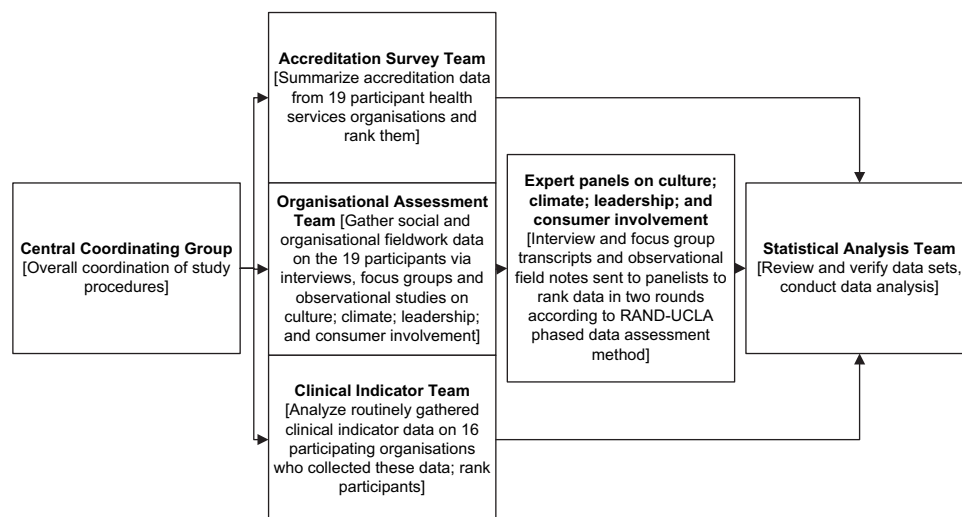 Accreditation Survey Team
[Summarize accreditation data
from 19 participant health
services organisations and
rank them]
Central Coordinating Group
[Overall coordination of study
procedures]
Organisational Assessment
Team [Gather social and
organisational fieldwork data
on the 19 participants via
interviews, focus groups and
observational studies on
culture; climate; leadership;
and consumer involvement]
Expert panels on culture;
climate; leadership; and
consumer involvement
[Interview and focus group
transcripts and observational
field notes sent to panelists to
rank data in two rounds
according to RAND-UCLA
phased data assessment
method]
Statistical Analysis Team
[Review and verify data sets,
conduct data analysis]
Clinical Indicator Team
[Analyze routinely gathered
clinical indicator data on 16
participating organisations
who collected these data; rank
participants]